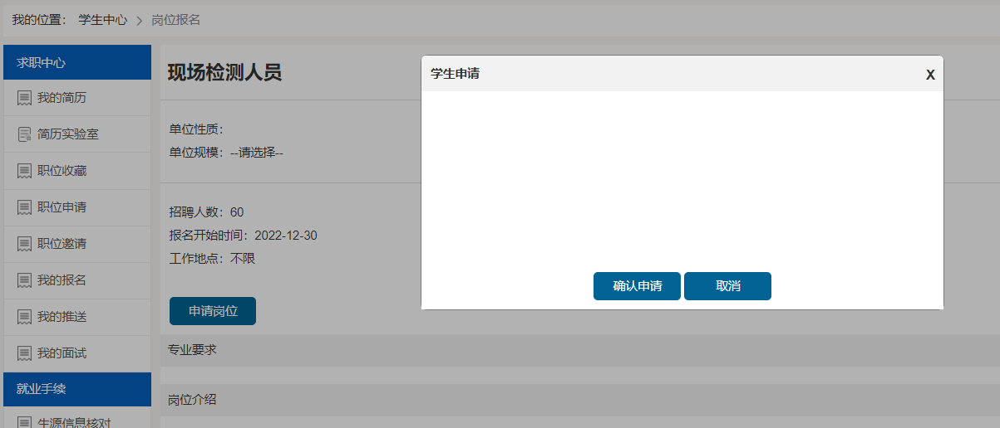 我的位置： 学生中心 > 岗位报名
求职中心
我的简历
简历实验室
职位收藏
职位申请
职位邀请
我的报名
我的推送
我的面试
就业手续
生源信息核对
现场检测人员
单位性质：
单位规模：--请选择--
招聘人数：60
报名开始时间：2022-12-30
工作地点：不限
申请岗位
专业要求
岗位介绍
学生申请
X
确认申请
取消